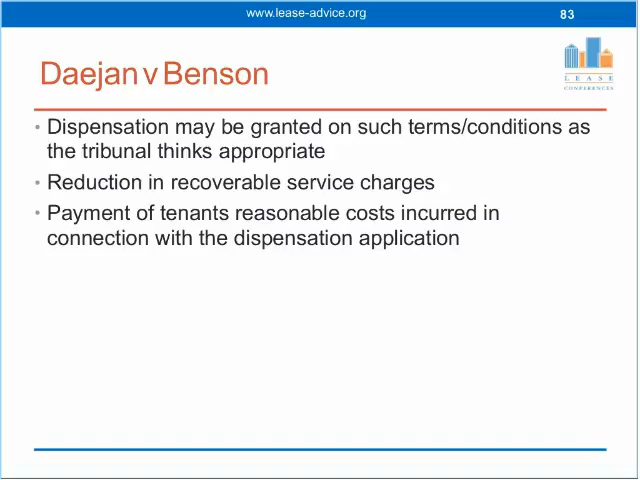 www.lease-advice.org
83
Daejan v Benson
LEASE
CONFERENCES
• Dispensation may be granted on such terms/conditions as
the tribunal thinks appropriate
• Reduction in recoverable service charges
• Payment of tenants reasonable costs incurred in
connection with the dispensation application